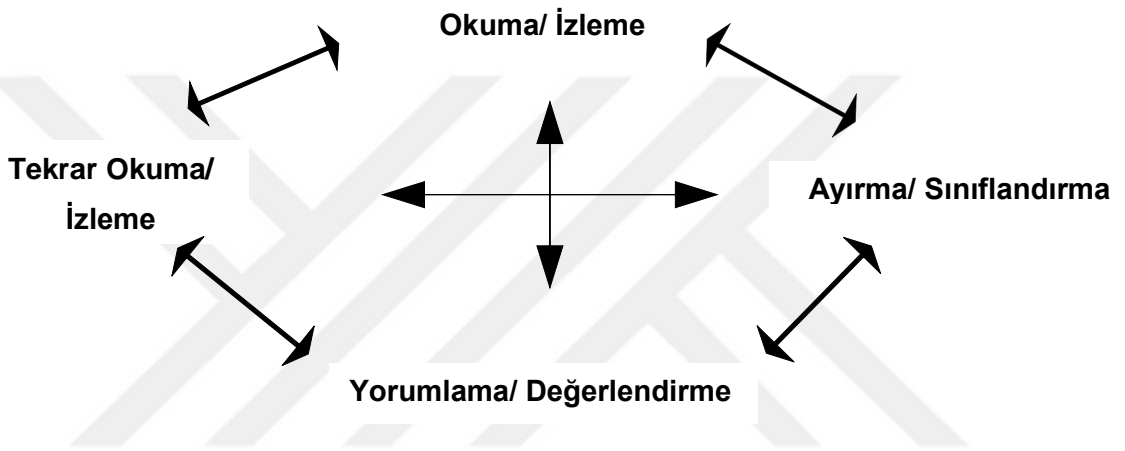 Okuma/ İzleme
Tekrar Okuma/
İzleme
Ayırma/ Sınıflandırma
Yorumlama/ Değerlendirme